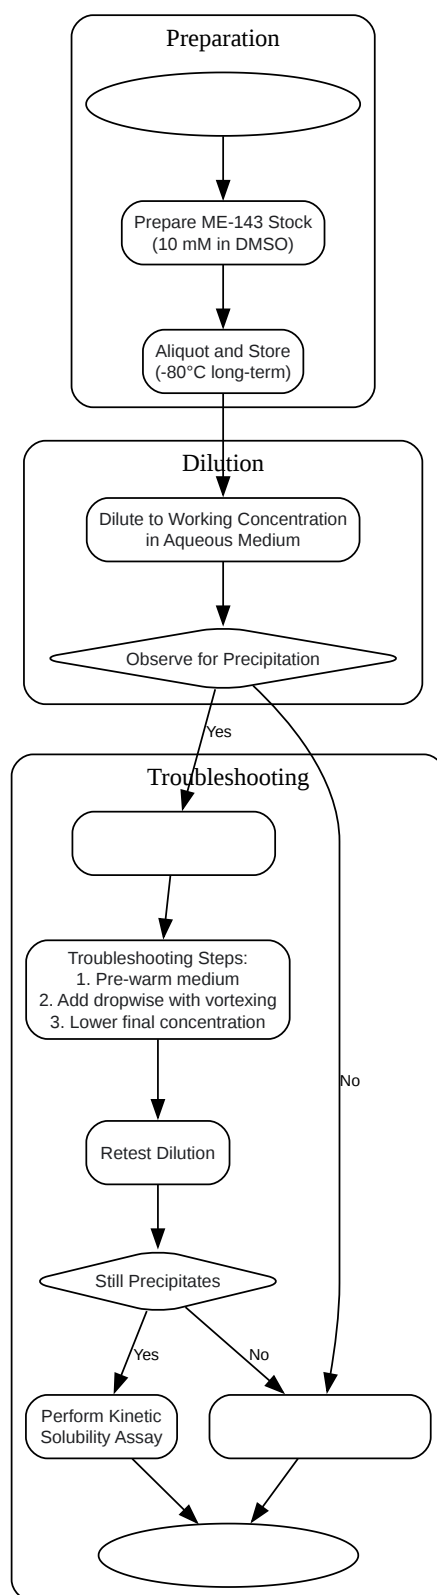 Preparation
Prepare ME-143 Stock
(10 mM in DMSO)
Aliquot and Store
(-80°C long-term)
Dilution
Dilute to Working Concentration
in Aqueous Medium
Observe for Precipitation
Yes
Troubleshooting
Troubleshooting Steps:
1. Pre-warm medium
2. Add dropwise with vortexing
3. Lower final concentration
No
Retest Dilution
Still Precipitates
Yes
No
Perform Kinetic
Solubility Assay